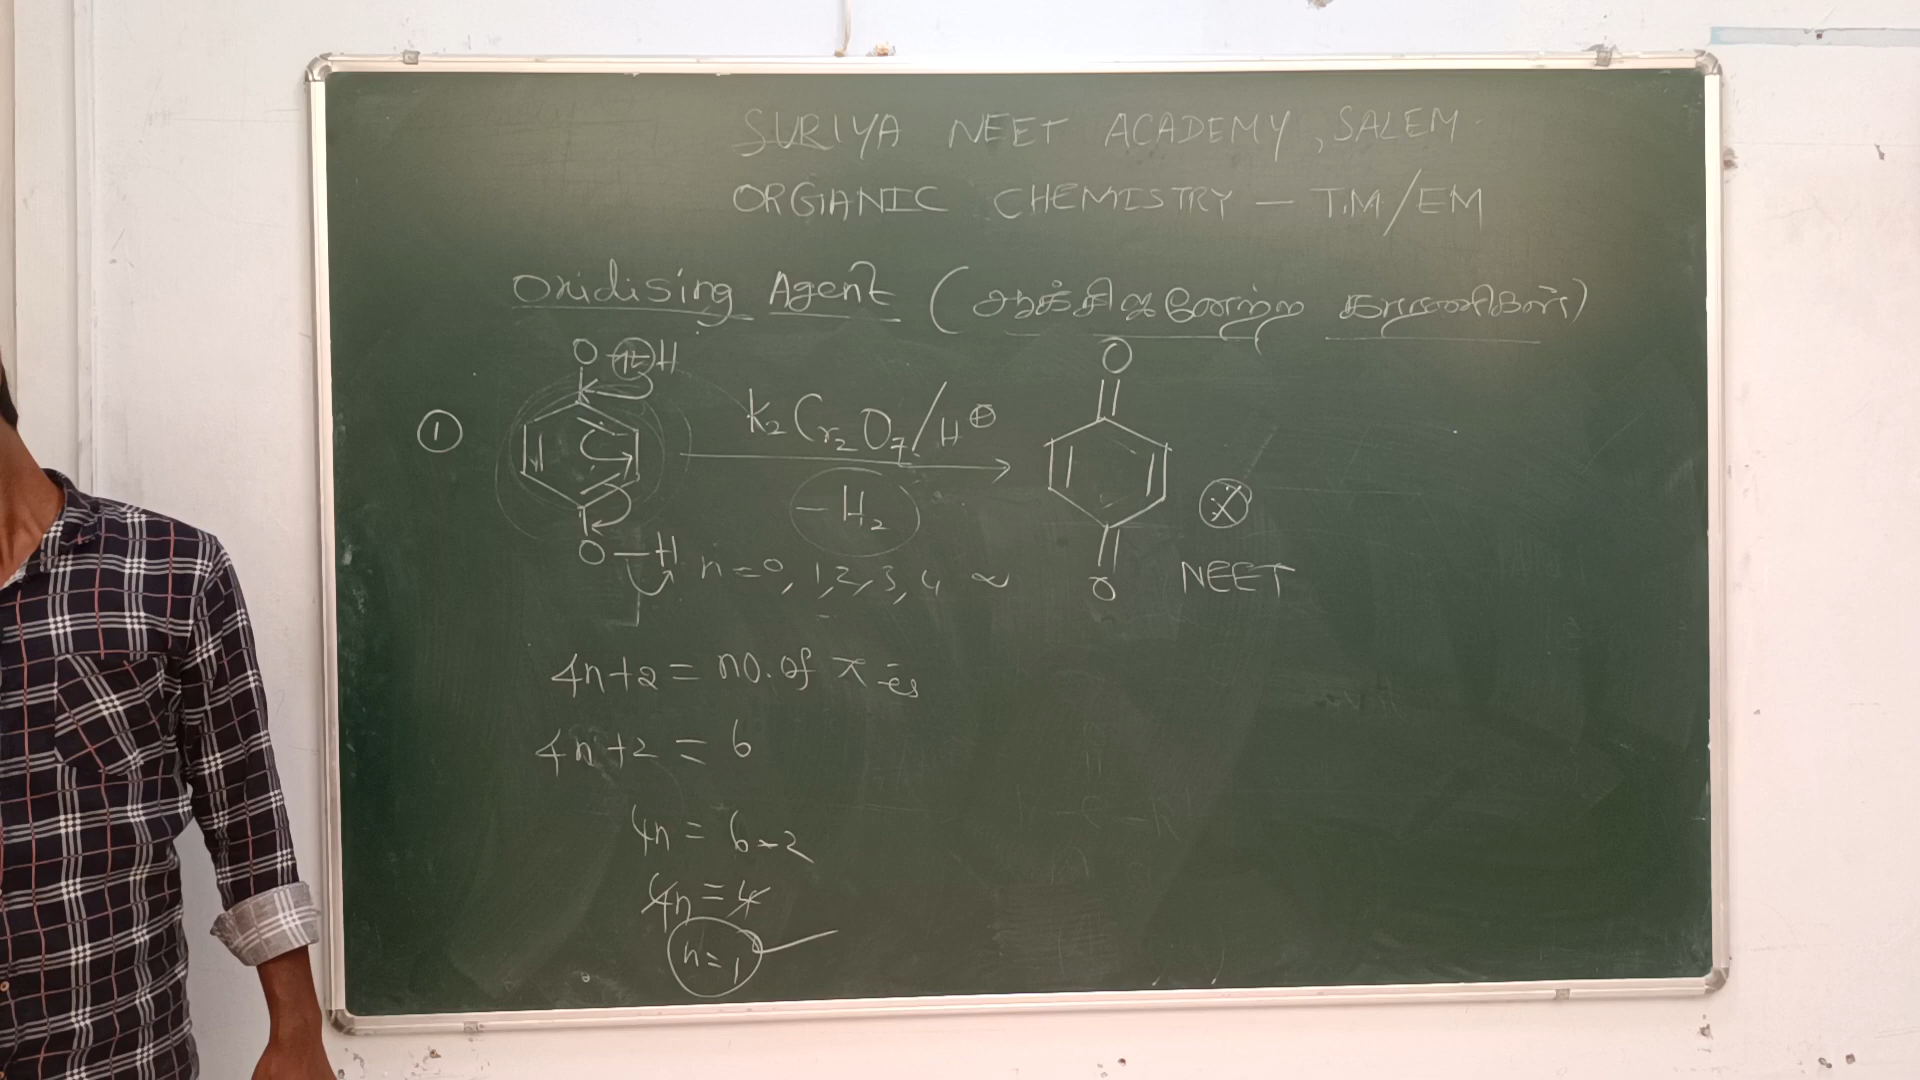 SURIYA NEET ACADEMY, SALEM.
ORGANIC CHEMISTRY – T.M/EM
Oxidising Agent (ஆக்சிஜனேற்ற காரணிகள்)
O H
①
K₂Cr₂O₇/H⊕
– H₂
O
X
O – H
n = 0, 1, 2, 3, 4 ∞
O
NEET
4n+2 = no. of π es
4n+2 = 6
4n = 6-2
4n = 4
n = 1